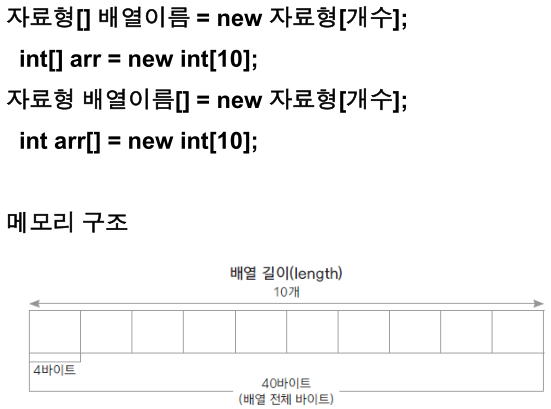 자료형[] 배열이름 = new 자료형[개수];
int[] arr = new int[10];
자료형 배열이름[] = new 자료형[개수];
int arr[] = new int[10];
메모리 구조
배열 길이(length)
10개
4바이트
40바이트
(배열 전체 바이트)